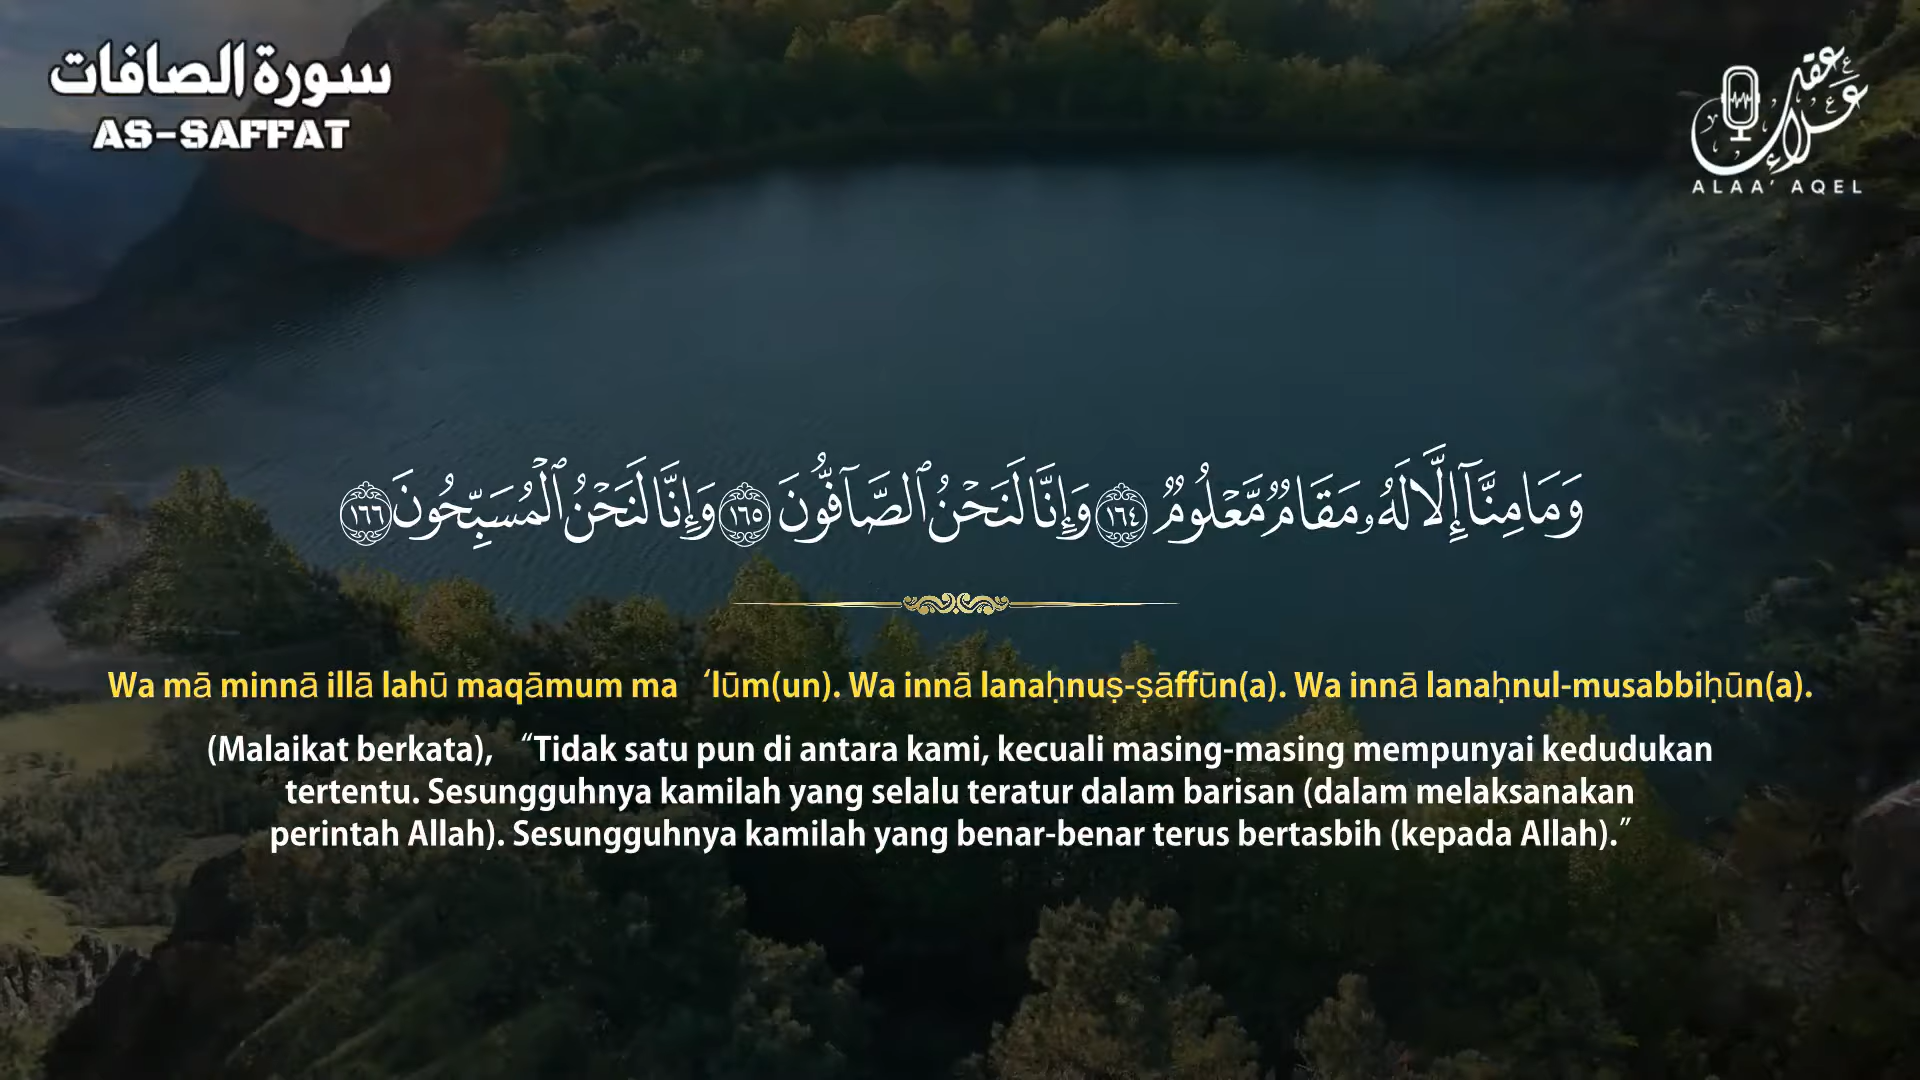 سورة الصافات
AS-SAFFAT
علاء عقل
ALAA' AQEL
وَمَا مِنَّآ إِلَّا لَهُۥ مَقَامٌ مَّعْلُومٌ ١٦٤ وَإِنَّا لَنَحْنُ ٱلصَّآفُّونَ ١٦٥ وَإِنَّا لَنَحْنُ ٱلْمُسَبِّحُونَ ١٦٦
Wa mā minnā illā lahū maqāmum ma ‘lūm(un). Wa innā lanaḥnuṣ-ṣāffūn(a). Wa innā lanaḥnul-musabbiḥūn(a).
(Malaikat berkata), “Tidak satu pun di antara kami, kecuali masing-masing mempunyai kedudukan
tertentu. Sesungguhnya kamilah yang selalu teratur dalam barisan (dalam melaksanakan
perintah Allah). Sesungguhnya kamilah yang benar-benar terus bertasbih (kepada Allah).”